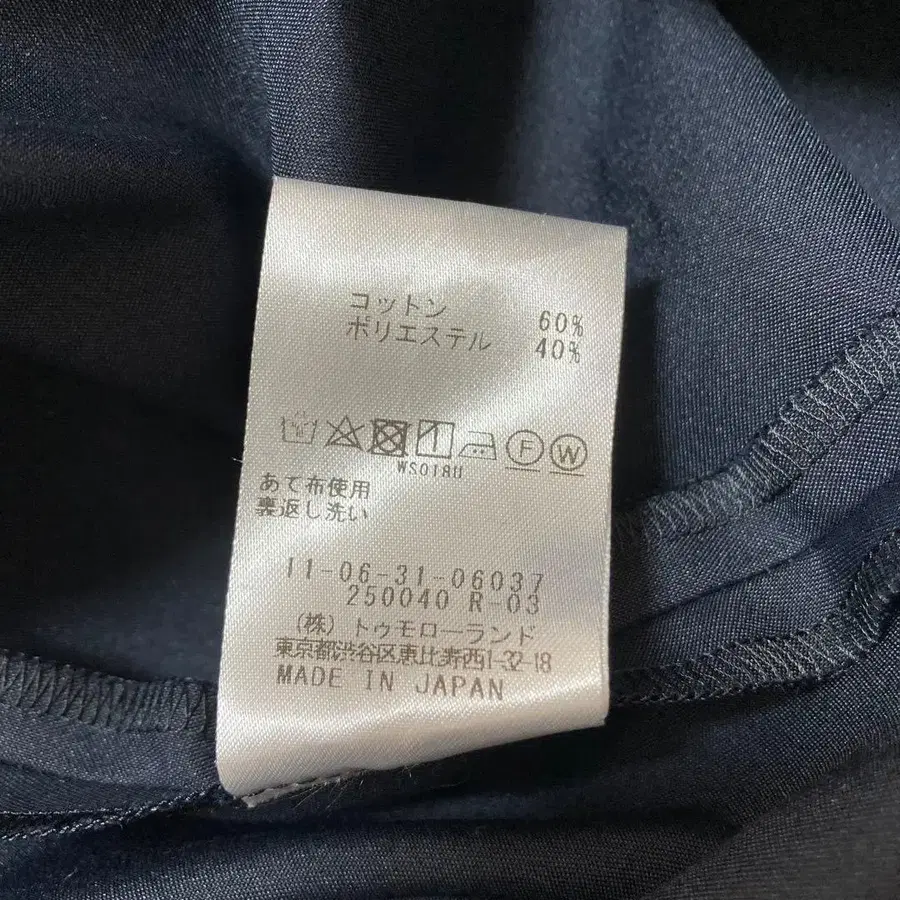 コットン 60%
ポリエステル 40%
F W
WS018U
あて布使用
裏返し洗い
11-06-31-06037
250040 R-03
(株)トゥモローランド
東京都渋谷区恵比寿西1-32-18
MADE IN JAPAN